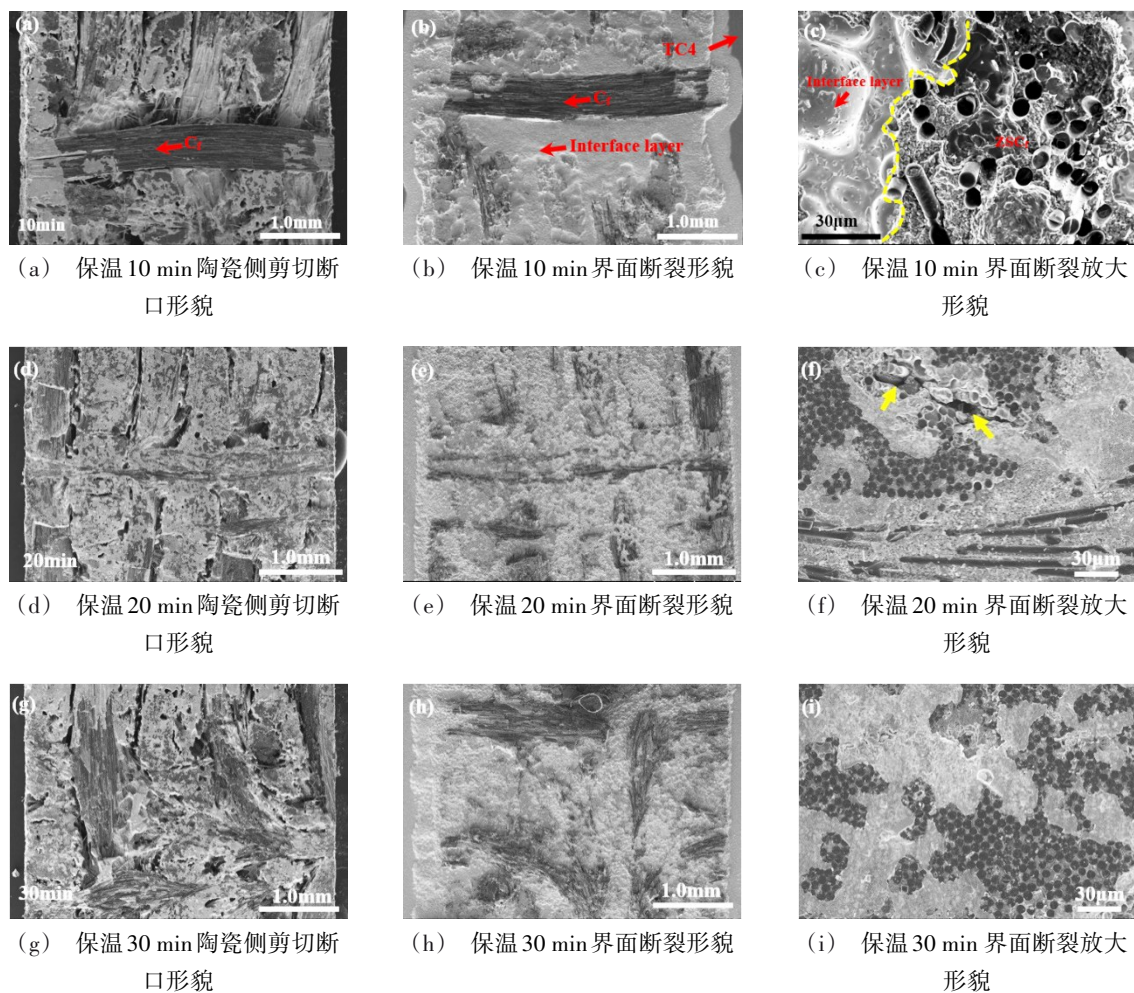 (a)
Cf
10min
1.0mm
(b)
TC4
Cf
Interface layer
1.0mm
(c)
Interface layer
ZSCf
30μm
(a) 保温 10 min 陶瓷侧剪切断
口形貌
(b) 保温 10 min 界面断裂形貌
(c) 保温 10 min 界面断裂放大
形貌
(d)
20min
1.0mm
(e)
1.0mm
(f)
30μm
(d) 保温 20 min 陶瓷侧剪切断
口形貌
(e) 保温 20 min 界面断裂形貌
(f) 保温 20 min 界面断裂放大
形貌
(g)
30min
1.0mm
(h)
1.0mm
(i)
30μm
(g) 保温 30 min 陶瓷侧剪切断
口形貌
(h) 保温 30 min 界面断裂形貌
(i) 保温 30 min 界面断裂放大
形貌